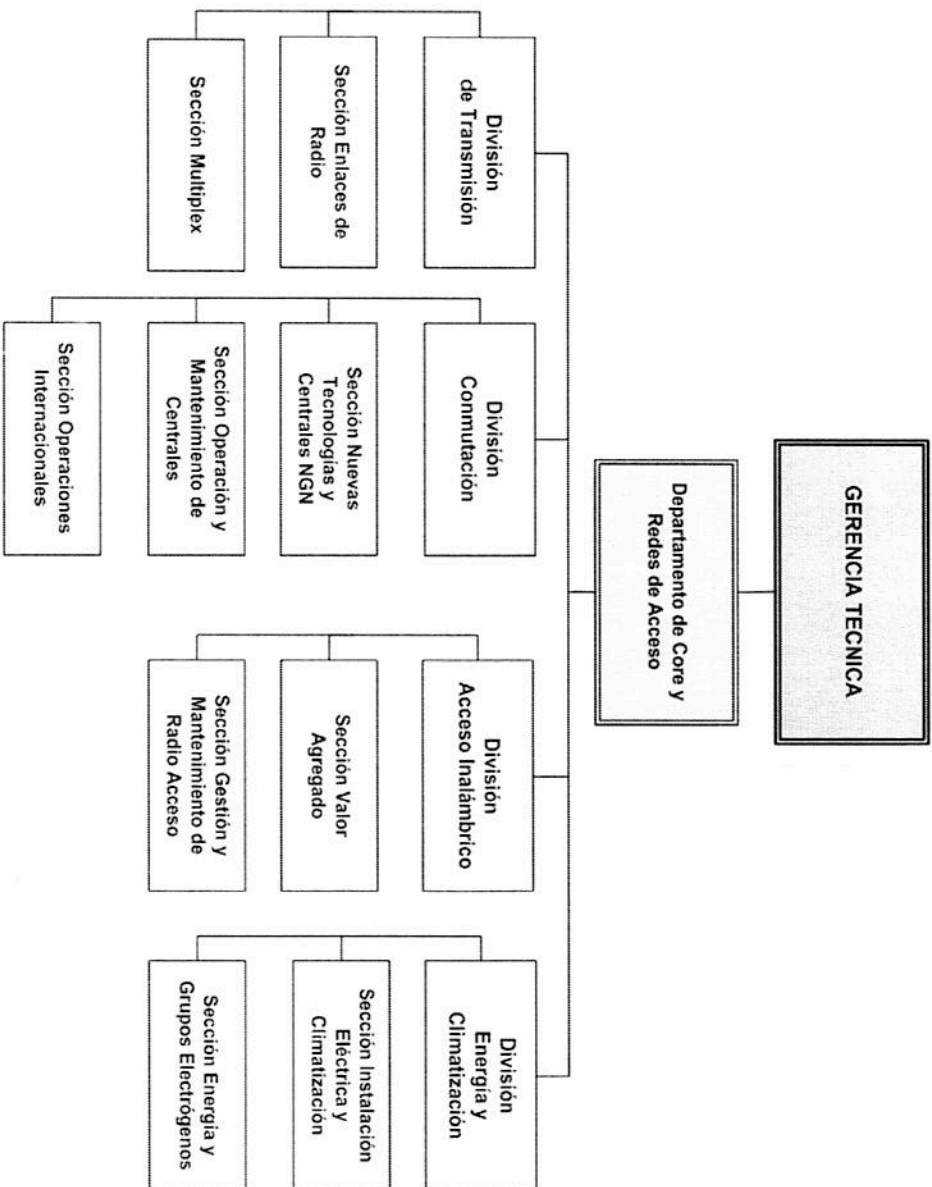 GERENCIA TECNICA
Departamento de Core y
Redes de Acceso
División
de Transmisión
Sección Enlaces de
Radio
Sección Multiplex
División
Conmutación
Sección Nuevas
Tecnologías y
Centrales NGN
Sección Operación y
Mantenimiento de
Centrales
Sección Operaciones
Internacionales
División
Acceso Inalámbrico
Sección Valor
Agregado
Sección Gestión y
Mantenimiento de
Radio Acceso
División
Energía y
Climatización
Sección Instalación
Eléctrica y
Climatización
Sección Energía y
Grupos Electrógenos